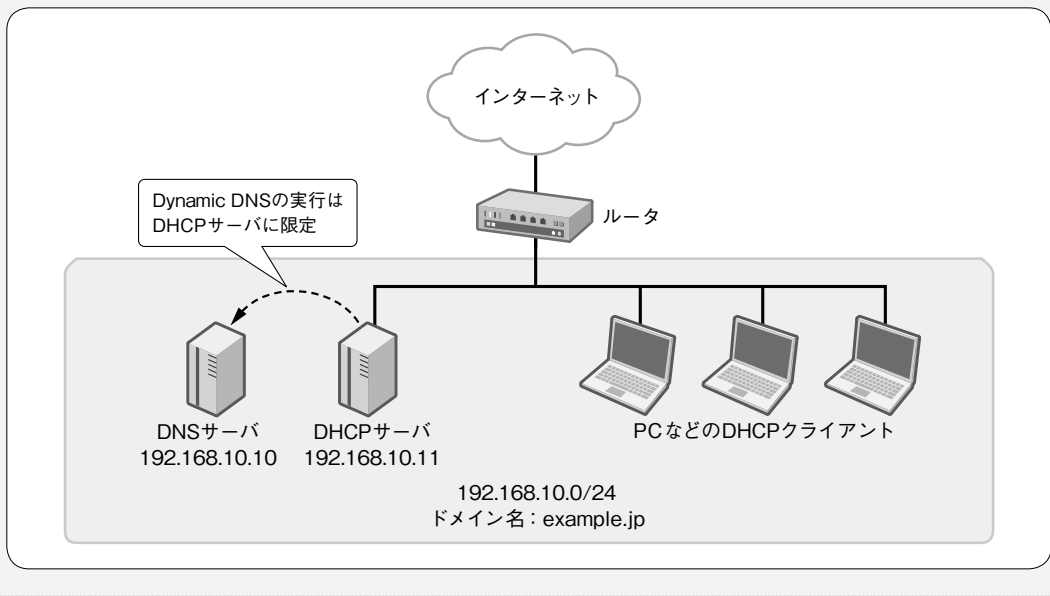 インターネット
Dynamic DNSの実行は
DHCPサーバに限定
ルータ
DNSサーバ
192.168.10.10
DHCPサーバ
192.168.10.11
PCなどのDHCPクライアント
192.168.10.0/24
ドメイン名：example.jp